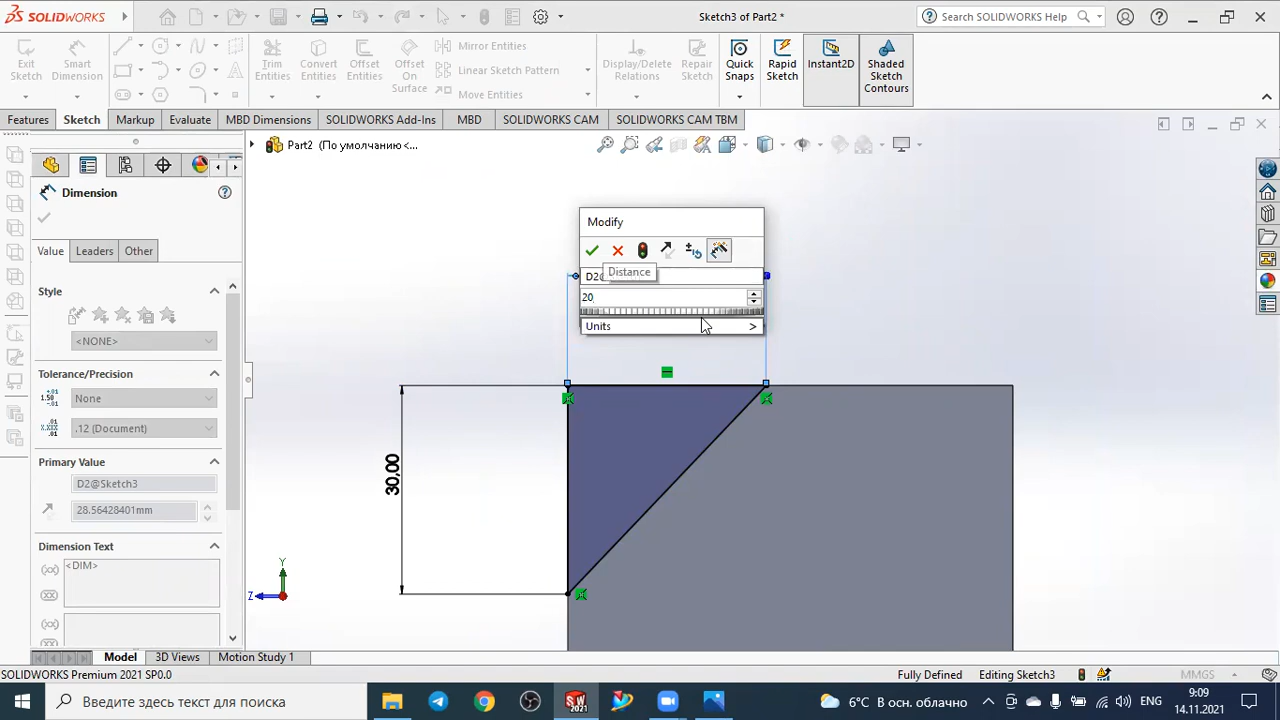 SOLIDWORKS
Sketch3 of Part2 *
Search SOLIDWORKS Help
Exit Sketch
Smart Dimension
Trim Entities
Convert Entities
Offset Entities
Offset On Surface
Mirror Entities
Linear Sketch Pattern
Move Entities
Display/Delete Relations
Repair Sketch
Quick Snaps
Rapid Sketch
Instant2D
Shaded Sketch Contours
Features
Sketch
Markup
Evaluate
MBD Dimensions
SOLIDWORKS Add-Ins
MBD
SOLIDWORKS CAM
SOLIDWORKS CAM TBM
Part2 (По умолчанию <...
Dimension
Value
Leaders
Other
Style
<NONE>
Tolerance/Precision
None
.12 (Document)
Primary Value
D2@Sketch3
28.56428401mm
Dimension Text
<DIM>
Modify
Distance
20
Units >
30,00
Y
Z
Model
3D Views
Motion Study 1
SOLIDWORKS Premium 2021 SP0.0
Fully Defined
Editing Sketch3
MMGS
Введите здесь текст для поиска
6°C В осн. облачно
ENG
9:09
14.11.2021